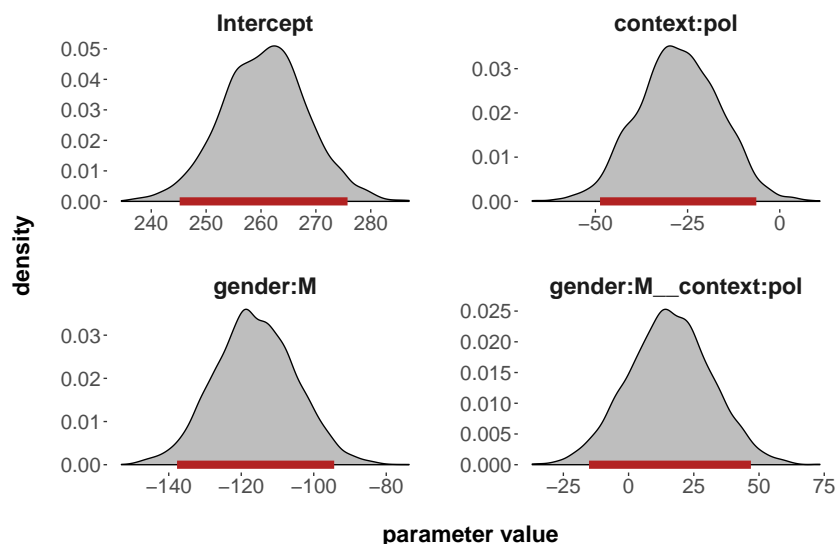 Intercept
context:pol
0.05
0.04
0.03
0.02
0.01
0.00
240 250 260 270 280
0.03
0.02
0.01
0.00
−50 −25 0
density
gender:M
gender:M__context:pol
0.03
0.02
0.01
0.00
−140 −120 −100 −80
0.025
0.020
0.015
0.010
0.005
0.000
−25 0 25 50 75
parameter value